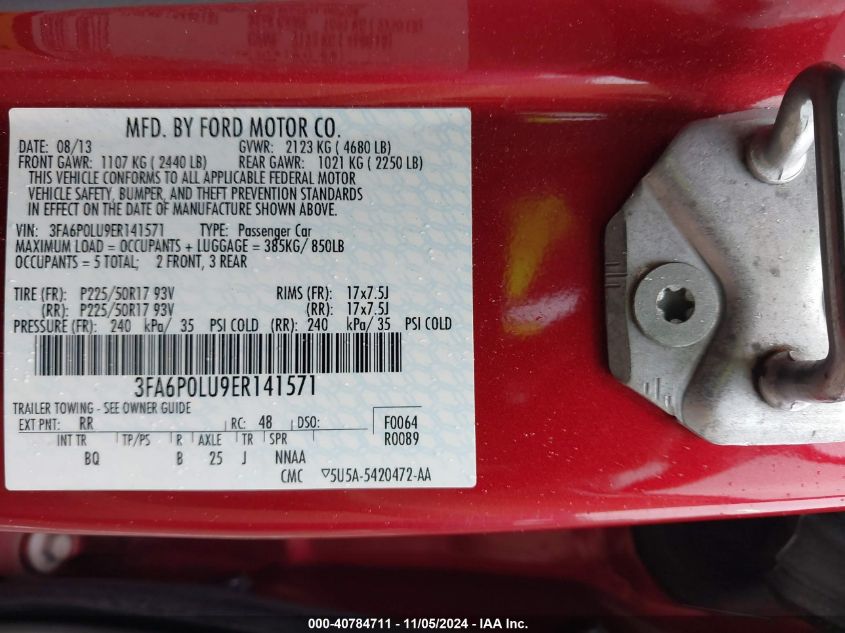 MFD. BY FORD MOTOR CO.
DATE: 08/13 GVWR: 2123 KG ( 4680 LB)
FRONT GAWR: 1107 KG ( 2440 LB) REAR GAWR: 1021 KG ( 2250 LB)
THIS VEHICLE CONFORMS TO ALL APPLICABLE FEDERAL MOTOR
VEHICLE SAFETY, BUMPER, AND THEFT PREVENTION STANDARDS
IN EFFECT ON THE DATE OF MANUFACTURE SHOWN ABOVE.
VIN: 3FA6P0LU9ER141571 TYPE: Passenger Car
MAXIMUM LOAD = OCCUPANTS + LUGGAGE = 385KG/ 850LB
OCCUPANTS = 5 TOTAL; 2 FRONT, 3 REAR
TIRE (FR): P225/50R17 93V RIMS (FR): 17x7.5J
(RR): P225/50R17 93V (RR): 17x7.5J
PRESSURE (FR): 240 kPa/ 35 PSI COLD (RR): 240 kPa/ 35 PSI COLD
3FA6P0LU9ER141571
TRAILER TOWING - SEE OWNER GUIDE
EXT PNT: RR RC: 48 DSO: F0064
R0089
INT TR TP/PS R AXLE TR SPR
BQ B 25 J NNAA
CMC ▽5U5A-5420472-AA
000-40784711 - 11/05/2024 - IAA Inc.